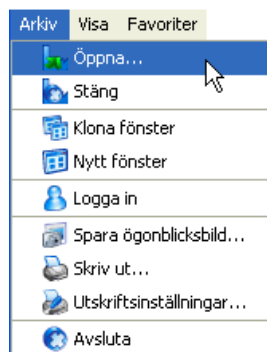 Arkiv Visa Favoriter
Öppna...
Stäng
Klona fönster
Nytt fönster
Logga in
Spara ögonblicksbild...
Skriv ut...
Utskriftsinställningar...
Avsluta